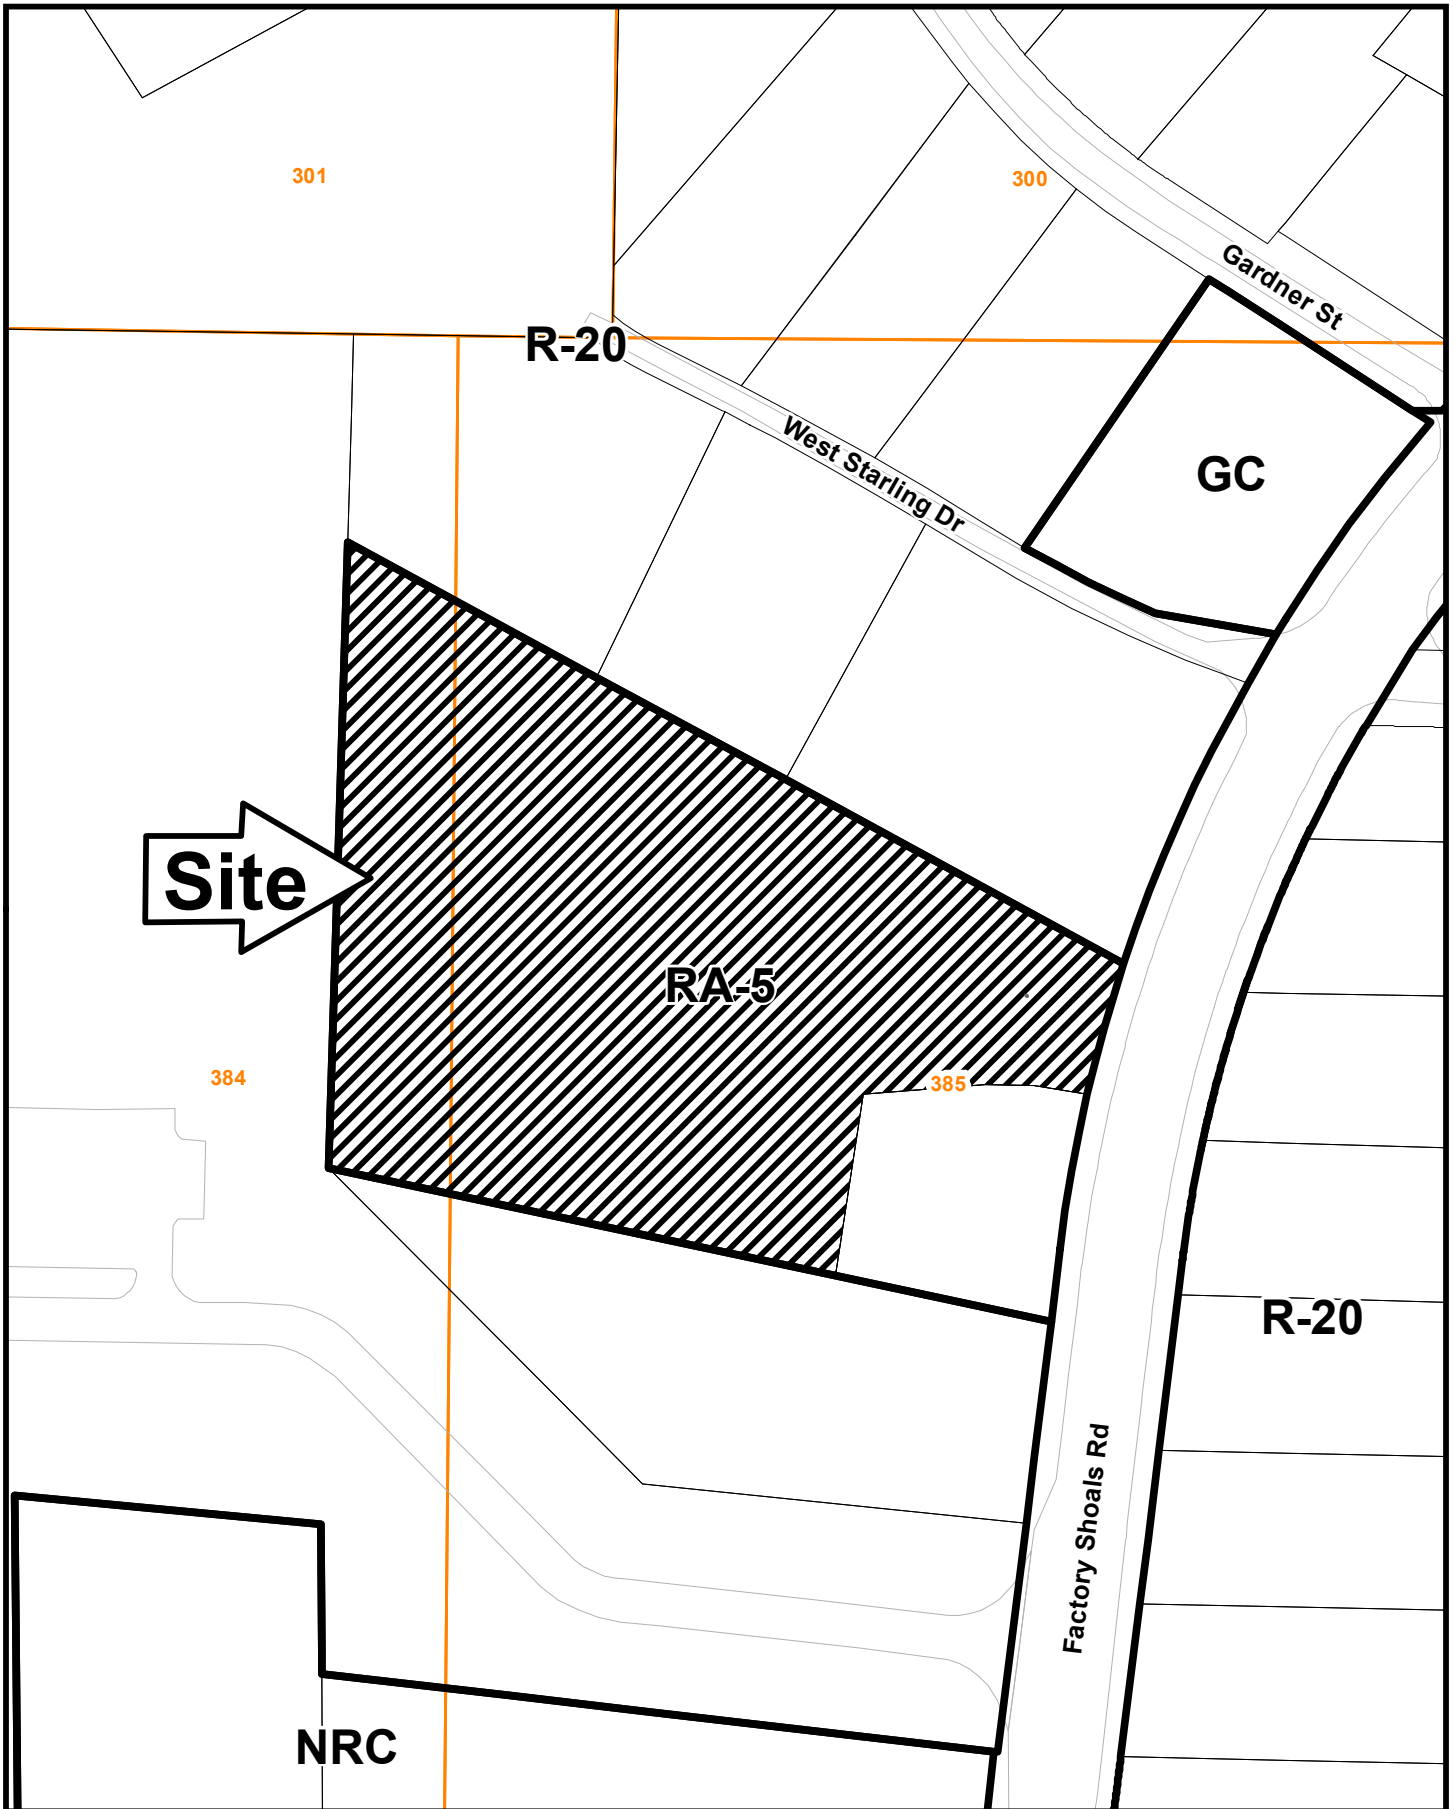 301
300
Gardner St
R-20
West Starling Dr
GC
Site
RA-5
384
385
R-20
Factory Shoals Rd
NRC